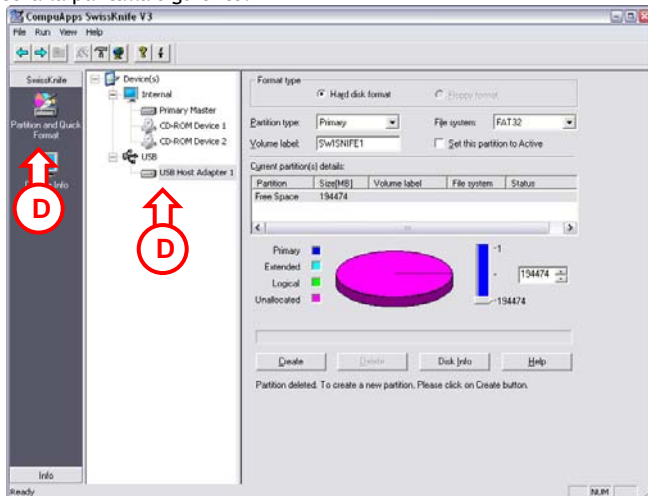 CompuApps SwissKnife V3
File Run View Help
SwissKnife
Partition and Quick
Format
Info
D
Info
Device(s)
Internal
Primary Master
CD-ROM Device 1
CD-ROM Device 2
USB
USB Host Adapter 1
D
Format type
Hard disk format
Floppy format
Partition type: Primary
File system: FAT32
Volume label: SWISNIFE1
Set this partition to Active
Current partition(s) details:
Partition Size[MB] Volume label File system Status
Free Space 194474
Primary
Extended
Logical
Unallocated
-1
-
-194474
194474
Create Delete Disk Info Help
Partition deleted. To create a new partition, Please click on Create button.
Ready
NUM